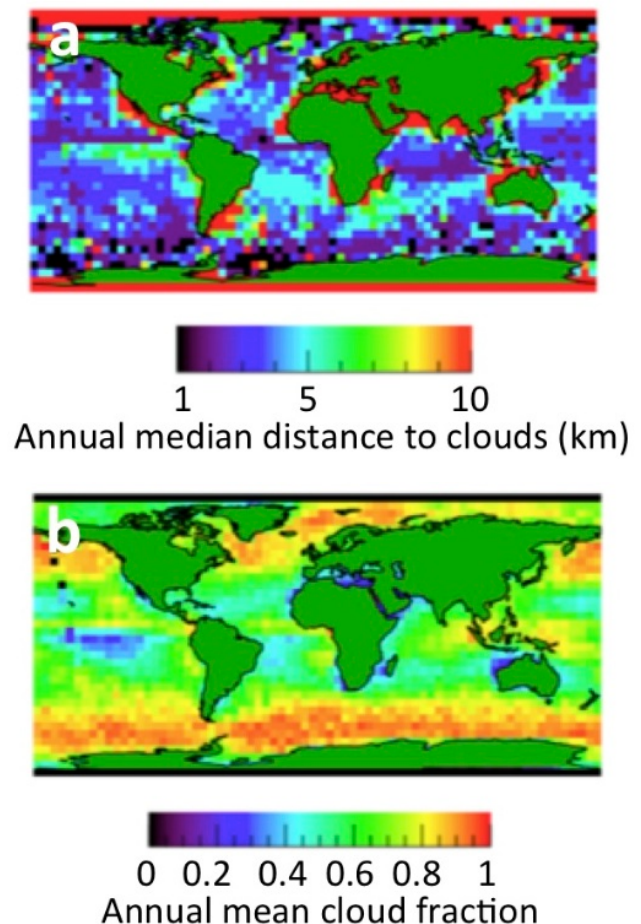 a
1 5 10
Annual median distance to clouds (km)
b
0 0.2 0.4 0.6 0.8 1
Annual mean cloud fraction